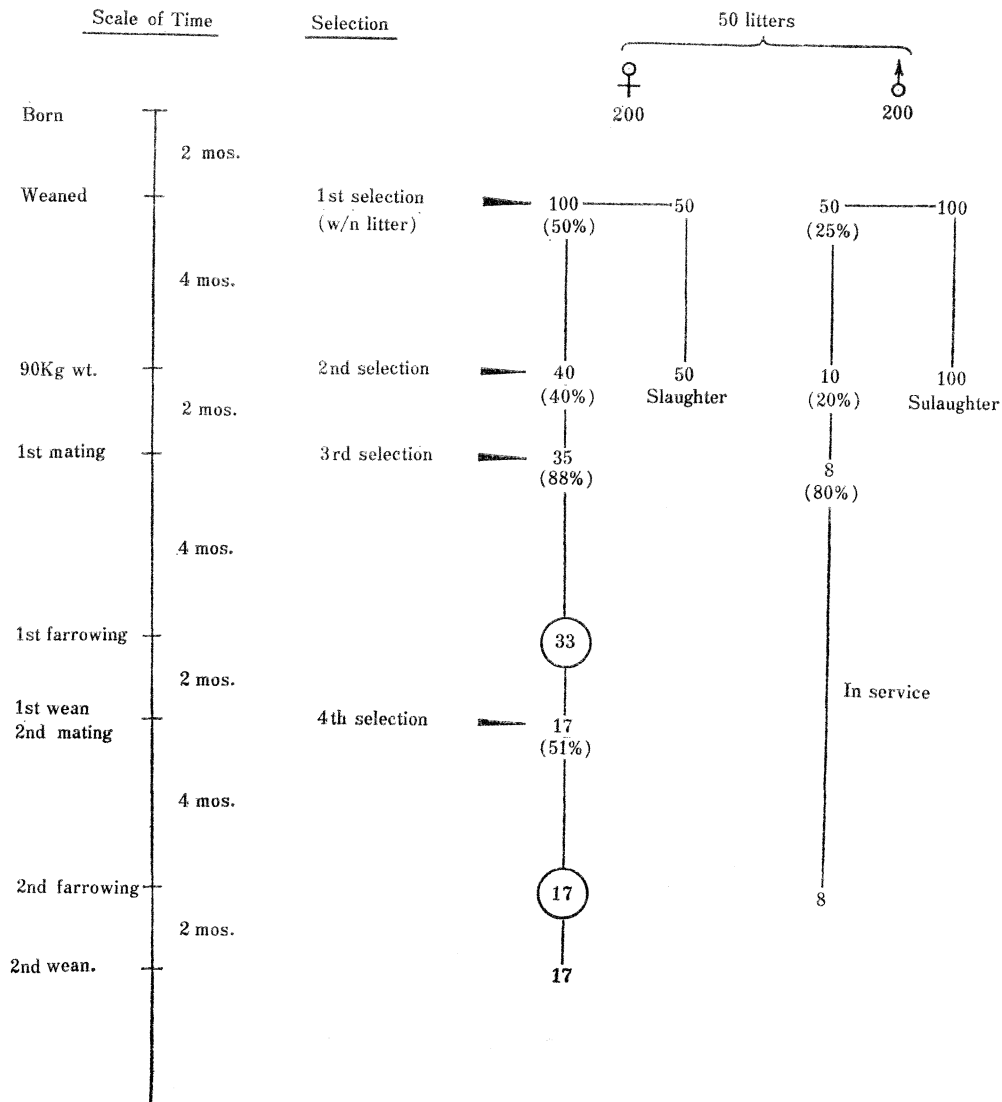 Scale of Time Selection 50 litters
♀ ♂
200 200
Born
2 mos.
Weaned 1st selection 100 50 50 100
(w/n litter) (50%) (25%)
4 mos.
90Kg wt. 2nd selection 40 50 10 100
(40%) Slaughter (20%) Sulaughter
2 mos.
1st mating 3rd selection 35 8
(88%) (80%)
4 mos.
1st farrowing 33
2 mos. In service
1st wean 4th selection 17
2nd mating (51%)
4 mos.
2nd farrowing 17 8
2 mos.
2nd wean. 17